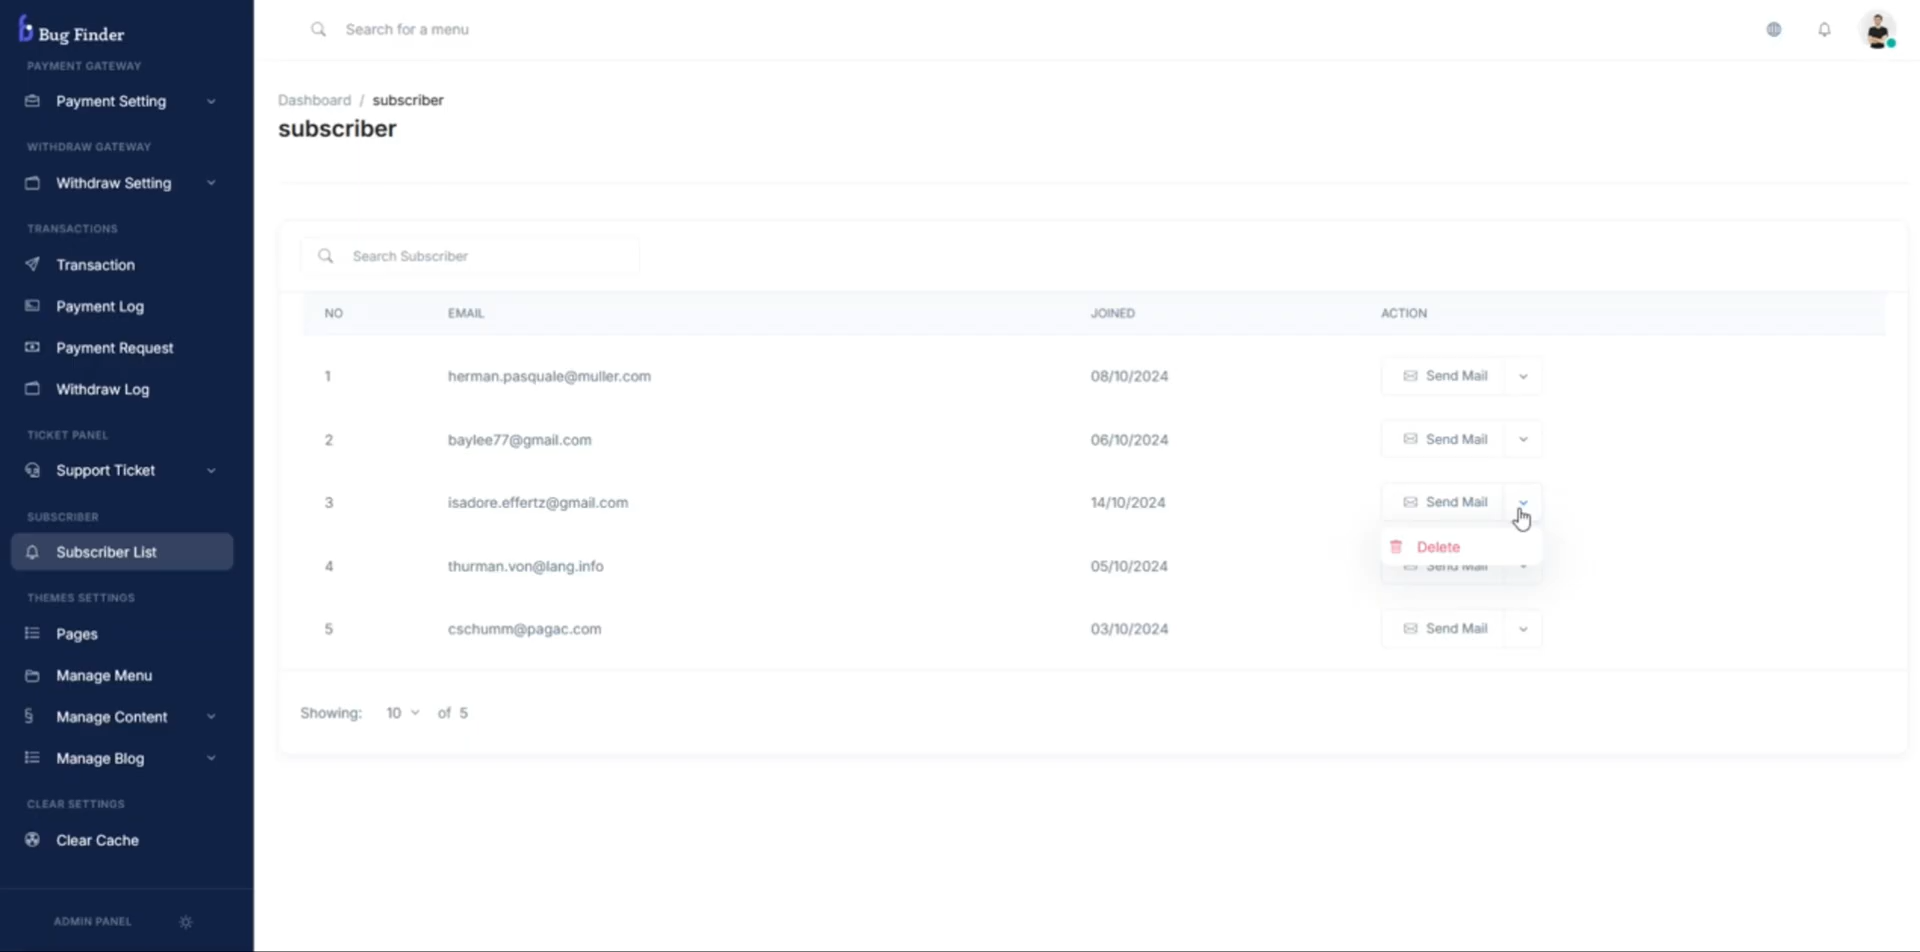 Bug Finder
PAYMENT GATEWAY
Payment Setting
WITHDRAW GATEWAY
Withdraw Setting
TRANSACTIONS
Transaction
Payment Log
Payment Request
Withdraw Log
TICKET PANEL
Support Ticket
SUBSCRIBER
Subscriber List
THEMES SETTINGS
Pages
Manage Menu
Manage Content
Manage Blog
CLEAR SETTINGS
Clear Cache
ADMIN PANEL
Search for a menu
Dashboard / subscriber
subscriber
Search Subscriber
NO EMAIL JOINED ACTION
1 herman.pasquale@muller.com 08/10/2024 Send Mail
2 baylee77@gmail.com 06/10/2024 Send Mail
3 isadore.effertz@gmail.com 14/10/2024 Send Mail
Delete
4 thurman.von@lang.info 05/10/2024 Send Mail
5 cschumm@pagac.com 03/10/2024 Send Mail
Showing: 10 of 5